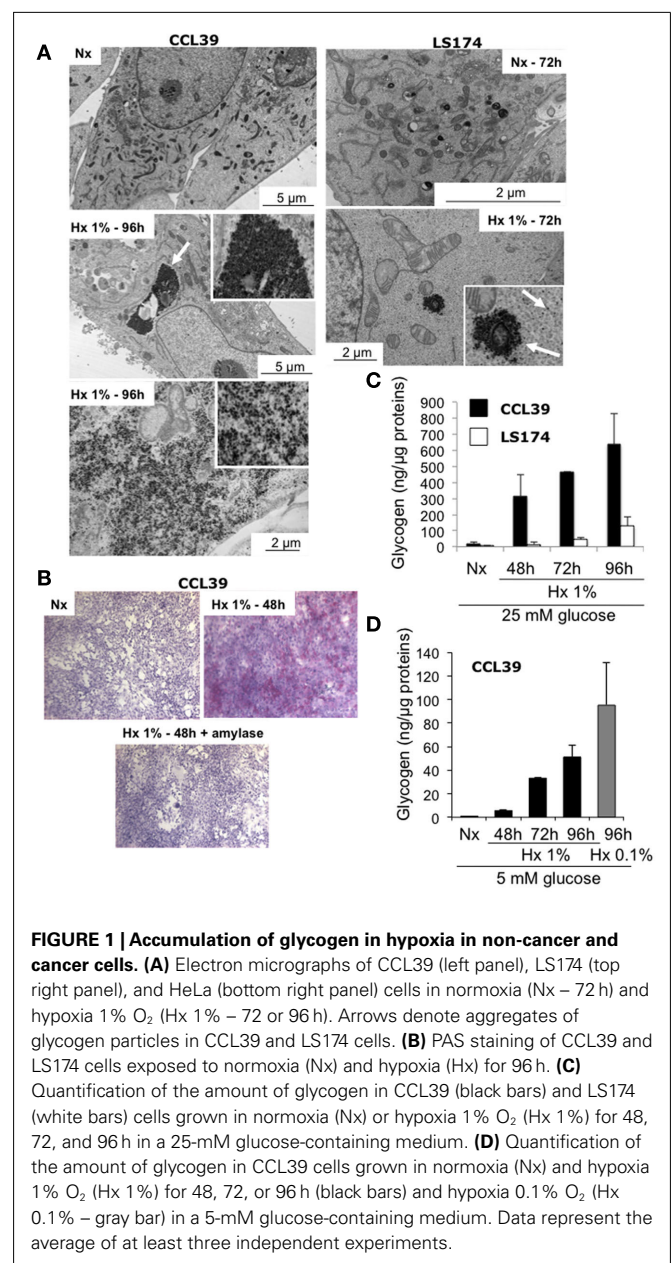 A
CCL39
LS174
Nx
Nx - 72h
5 µm
2 µm
Hx 1% - 96h
Hx 1% - 72h
5 µm
2 µm
Hx 1% - 96h
2 µm
C
Glycogen (ng/µg proteins)
900
800
700
600
500
400
300
200
100
0
CCL39
LS174
Nx 48h 72h 96h
Hx 1%
25 mM glucose
B
CCL39
Nx
Hx 1% - 48h
Hx 1% - 48h + amylase
D
Glycogen (ng/µg proteins)
140
120
100
80
60
40
20
0
CCL39
Nx 48h 72h 96h 96h
Hx 1% Hx 0.1%
5 mM glucose
FIGURE 1 | Accumulation of glycogen in hypoxia in non-cancer and
cancer cells. (A) Electron micrographs of CCL39 (left panel), LS174 (top
right panel), and HeLa (bottom right panel) cells in normoxia (Nx – 72 h) and
hypoxia 1% O₂ (Hx 1% – 72 or 96 h). Arrows denote aggregates of
glycogen particles in CCL39 and LS174 cells. (B) PAS staining of CCL39 and
LS174 cells exposed to normoxia (Nx) and hypoxia (Hx) for 96 h. (C)
Quantification of the amount of glycogen in CCL39 (black bars) and LS174
(white bars) cells grown in normoxia (Nx) or hypoxia 1% O₂ (Hx 1%) for 48,
72, and 96 h in a 25-mM glucose-containing medium. (D) Quantification of
the amount of glycogen in CCL39 cells grown in normoxia (Nx) and hypoxia
1% O₂ (Hx 1%) for 48, 72, or 96 h (black bars) and hypoxia 0.1% O₂ (Hx
0.1% – gray bar) in a 5-mM glucose-containing medium. Data represent the
average of at least three independent experiments.